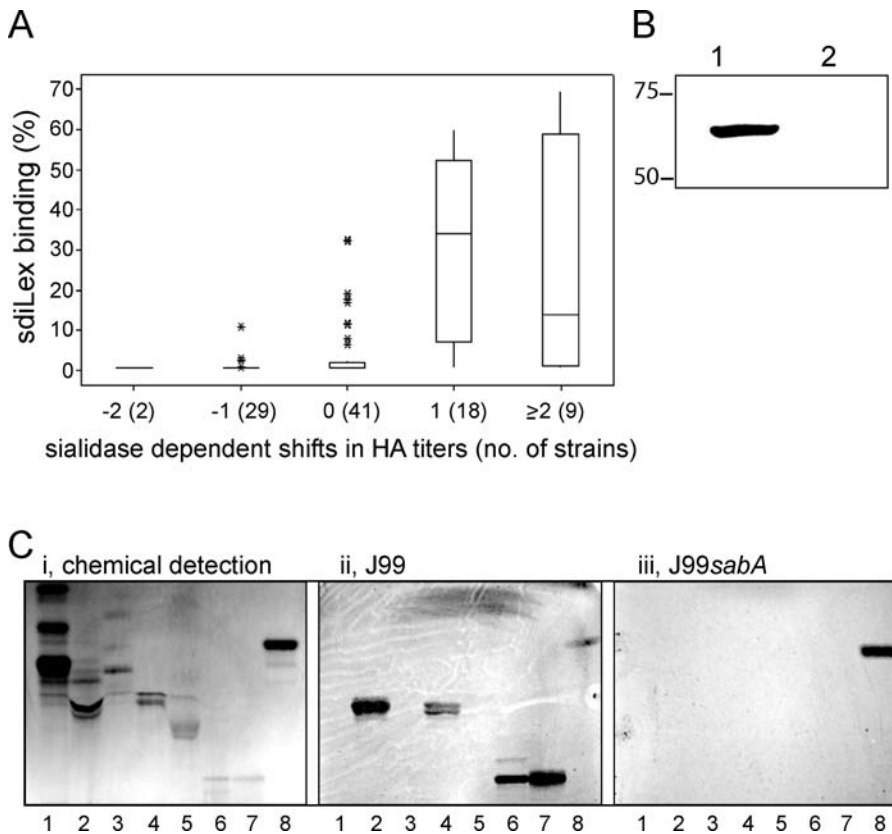 A
sdiLex binding (%)
70
60
50
40
30
20
10
0
-2 (2) -1 (29) 0 (41) 1 (18) ≥2 (9)
sialidase dependent shifts in HA titers (no. of strains)
B
1 2
75
50
C
i, chemical detection
ii, J99
iii, J99sabA
1 2 3 4 5 6 7 8
1 2 3 4 5 6 7 8
1 2 3 4 5 6 7 8